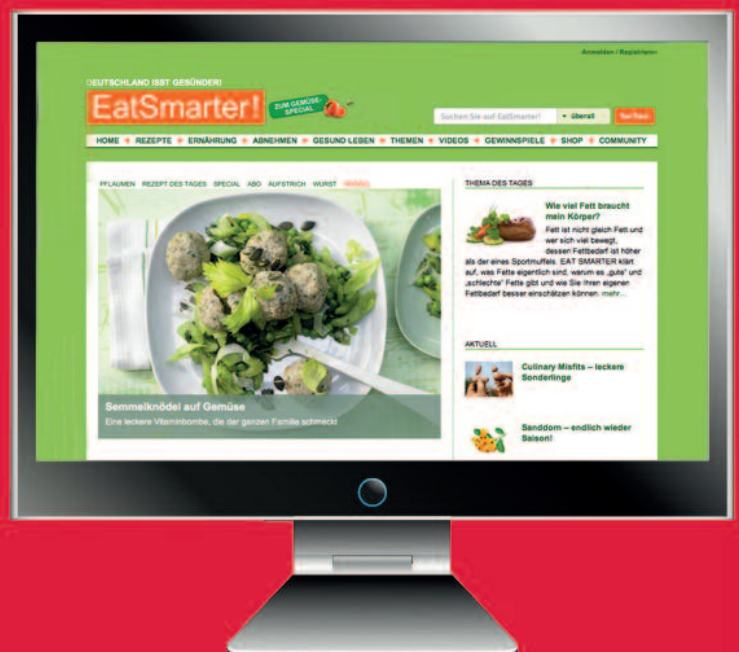 Anmelden / Registrieren
DEUTSCHLAND ISST GESÜNDER!
EatSmarter!
ZUM GEMÜSE-
SPECIAL
Suchen Sie auf EatSmarter!
überall
HOME REZEPTE ERNÄHRUNG ABNEHMEN GESUND LEBEN THEMEN VIDEOS GEWINNSPIELE SHOP COMMUNITY
PFLAUMEN REZEPT DES TAGES SPECIAL ABO AUFSTRICH WURST
Semmelknödel auf Gemüse
Eine leckere Vitaminbombe, die der ganzen Familie schmeckt
THEMA DES TAGES
Wie viel Fett braucht
mein Körper?
Fett ist nicht gleich Fett und
wer sich viel bewegt,
dessen Fettbedarf ist höher
als der eines Sportmuffels. EAT SMARTER klärt
auf, was Fette eigentlich sind, warum es „gute“ und
„schlechte“ Fette gibt und wie Sie Ihren eigenen
Fettbedarf besser einschätzen können. mehr...
AKTUELL
Culinary Misfits – leckere
Sonderlinge
Sanddorn – endlich wieder
Saison!